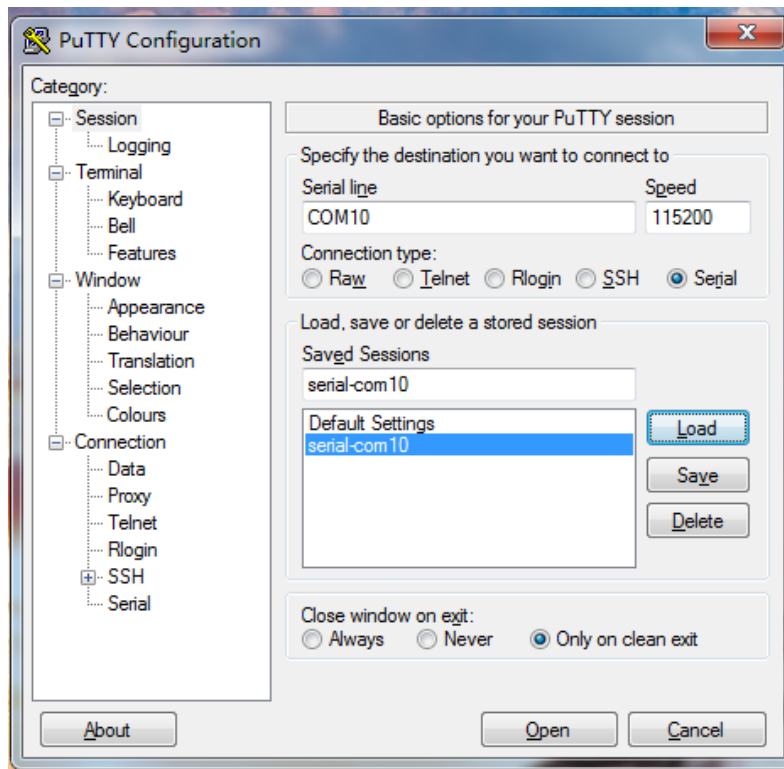 PuTTY Configuration
Category:
Session
Logging
Terminal
Keyboard
Bell
Features
Window
Appearance
Behaviour
Translation
Selection
Colours
Connection
Data
Proxy
Telnet
Rlogin
SSH
Serial
Basic options for your PuTTY session
Specify the destination you want to connect to
Serial line Speed
COM10 115200
Connection type:
Raw Telnet Rlogin SSH Serial
Load, save or delete a stored session
Saved Sessions
serial-com10
Default Settings
serial-com10
Load
Save
Delete
Close window on exit:
Always Never Only on clean exit
About Open Cancel